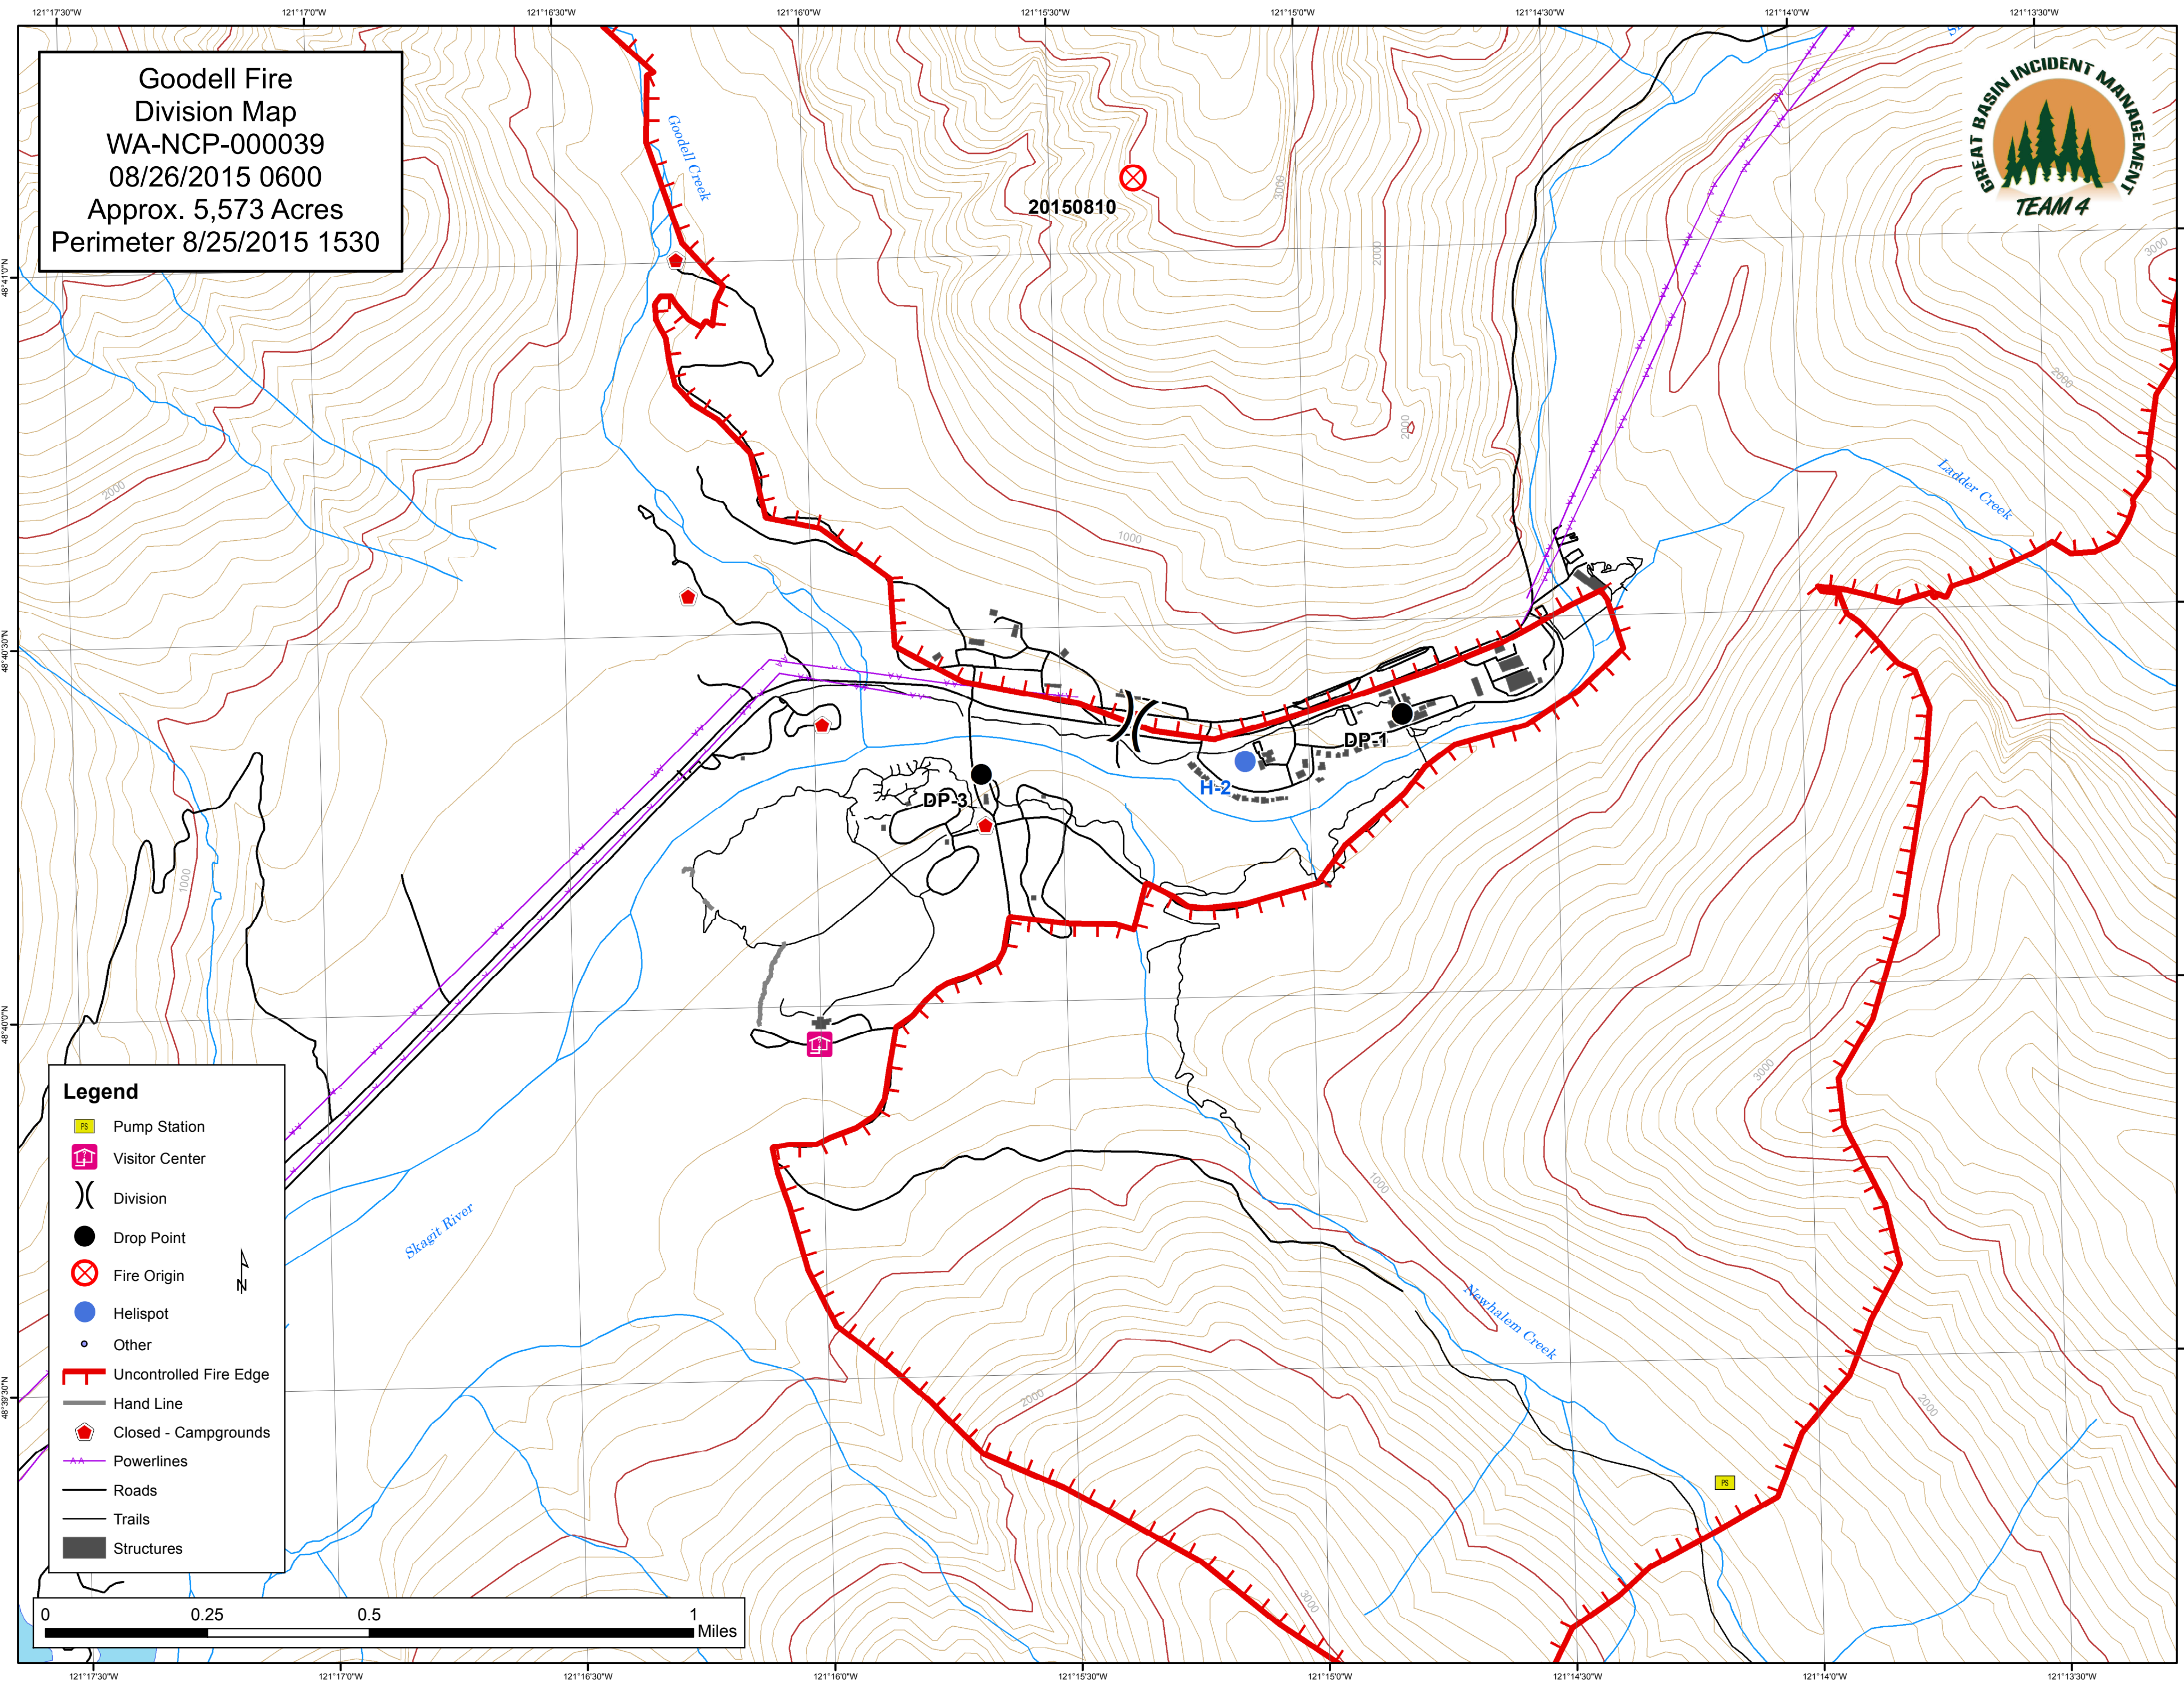 121°17'30"W
121°17'0"W
121°16'30"W
121°16'0"W
121°15'30"W
121°15'0"W
121°14'30"W
121°14'0"W
121°13'30"W
Goodell Fire
Division Map
WA-NCP-000039
08/26/2015 0600
Approx. 5,573 Acres
Perimeter 8/25/2015 1530
GREAT BASIN INCIDENT MANAGEMENT
TEAM 4
Goodell Creek
20150810
3000
2000
3000
2000
2000
48°41'0"N
2000
1000
Ladder Creek
48°40'30"N
DP-1
H-2
DP-3
1000
48°40'0"N
3000
1000
Skagit River
Newhalem Creek
2000
2000
48°39'30"N
PS
3000
Legend
PS
Pump Station
Visitor Center
Division
Drop Point
Fire Origin
N
Helispot
Other
Uncontrolled Fire Edge
Hand Line
Closed - Campgrounds
Powerlines
Roads
Trails
Structures
0 0.25 0.5 1
Miles
121°17'30"W
121°17'0"W
121°16'30"W
121°16'0"W
121°15'30"W
121°15'0"W
121°14'30"W
121°14'0"W
121°13'30"W